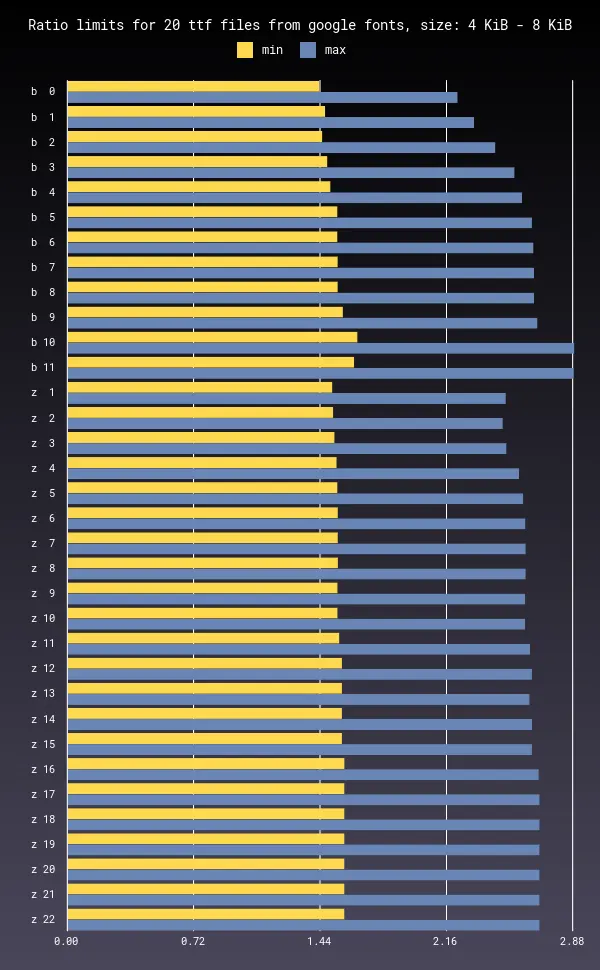 Ratio limits for 20 ttf files from google fonts, size: 4 KiB - 8 KiB
min max
b 0
b 1
b 2
b 3
b 4
b 5
b 6
b 7
b 8
b 9
b 10
b 11
z 1
z 2
z 3
z 4
z 5
z 6
z 7
z 8
z 9
z 10
z 11
z 12
z 13
z 14
z 15
z 16
z 17
z 18
z 19
z 20
z 21
z 22
0.00 0.72 1.44 2.16 2.88